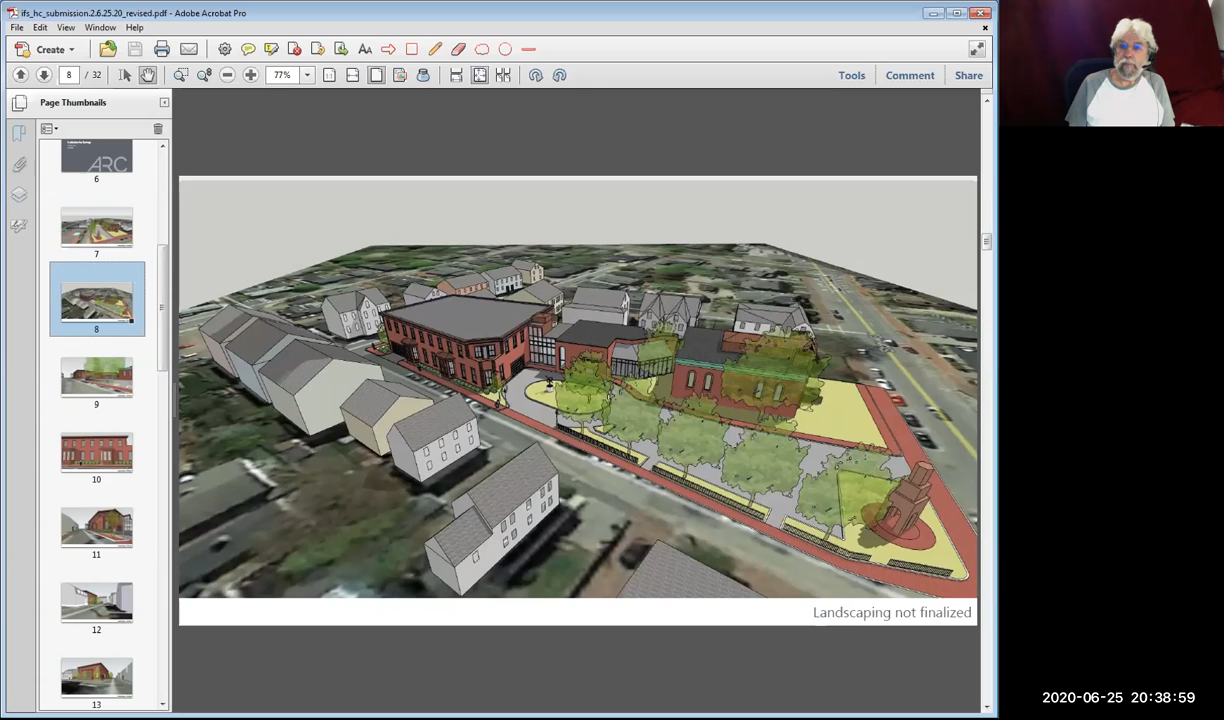 ifs_hc_submission.2.6.25.20_revised.pdf - Adobe Acrobat Pro
File Edit View Window Help
Create
8 / 32 77% Tools Comment Share
Page Thumbnails
ARC
6
7
8
9
10
11
12
13
Landscaping not finalized
2020-06-25 20:38:59